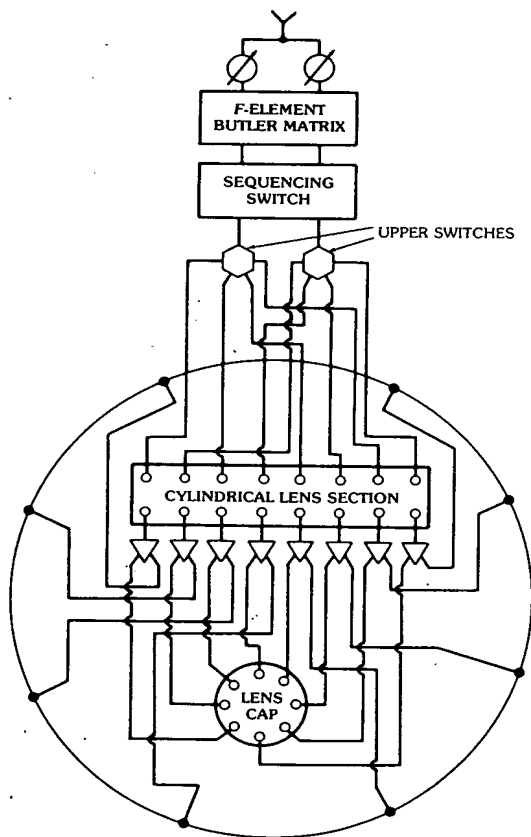 F-ELEMENT
BUTLER MATRIX
SEQUENCING
SWITCH
UPPER SWITCHES
CYLINDRICAL LENS SECTION
LENS
CAP